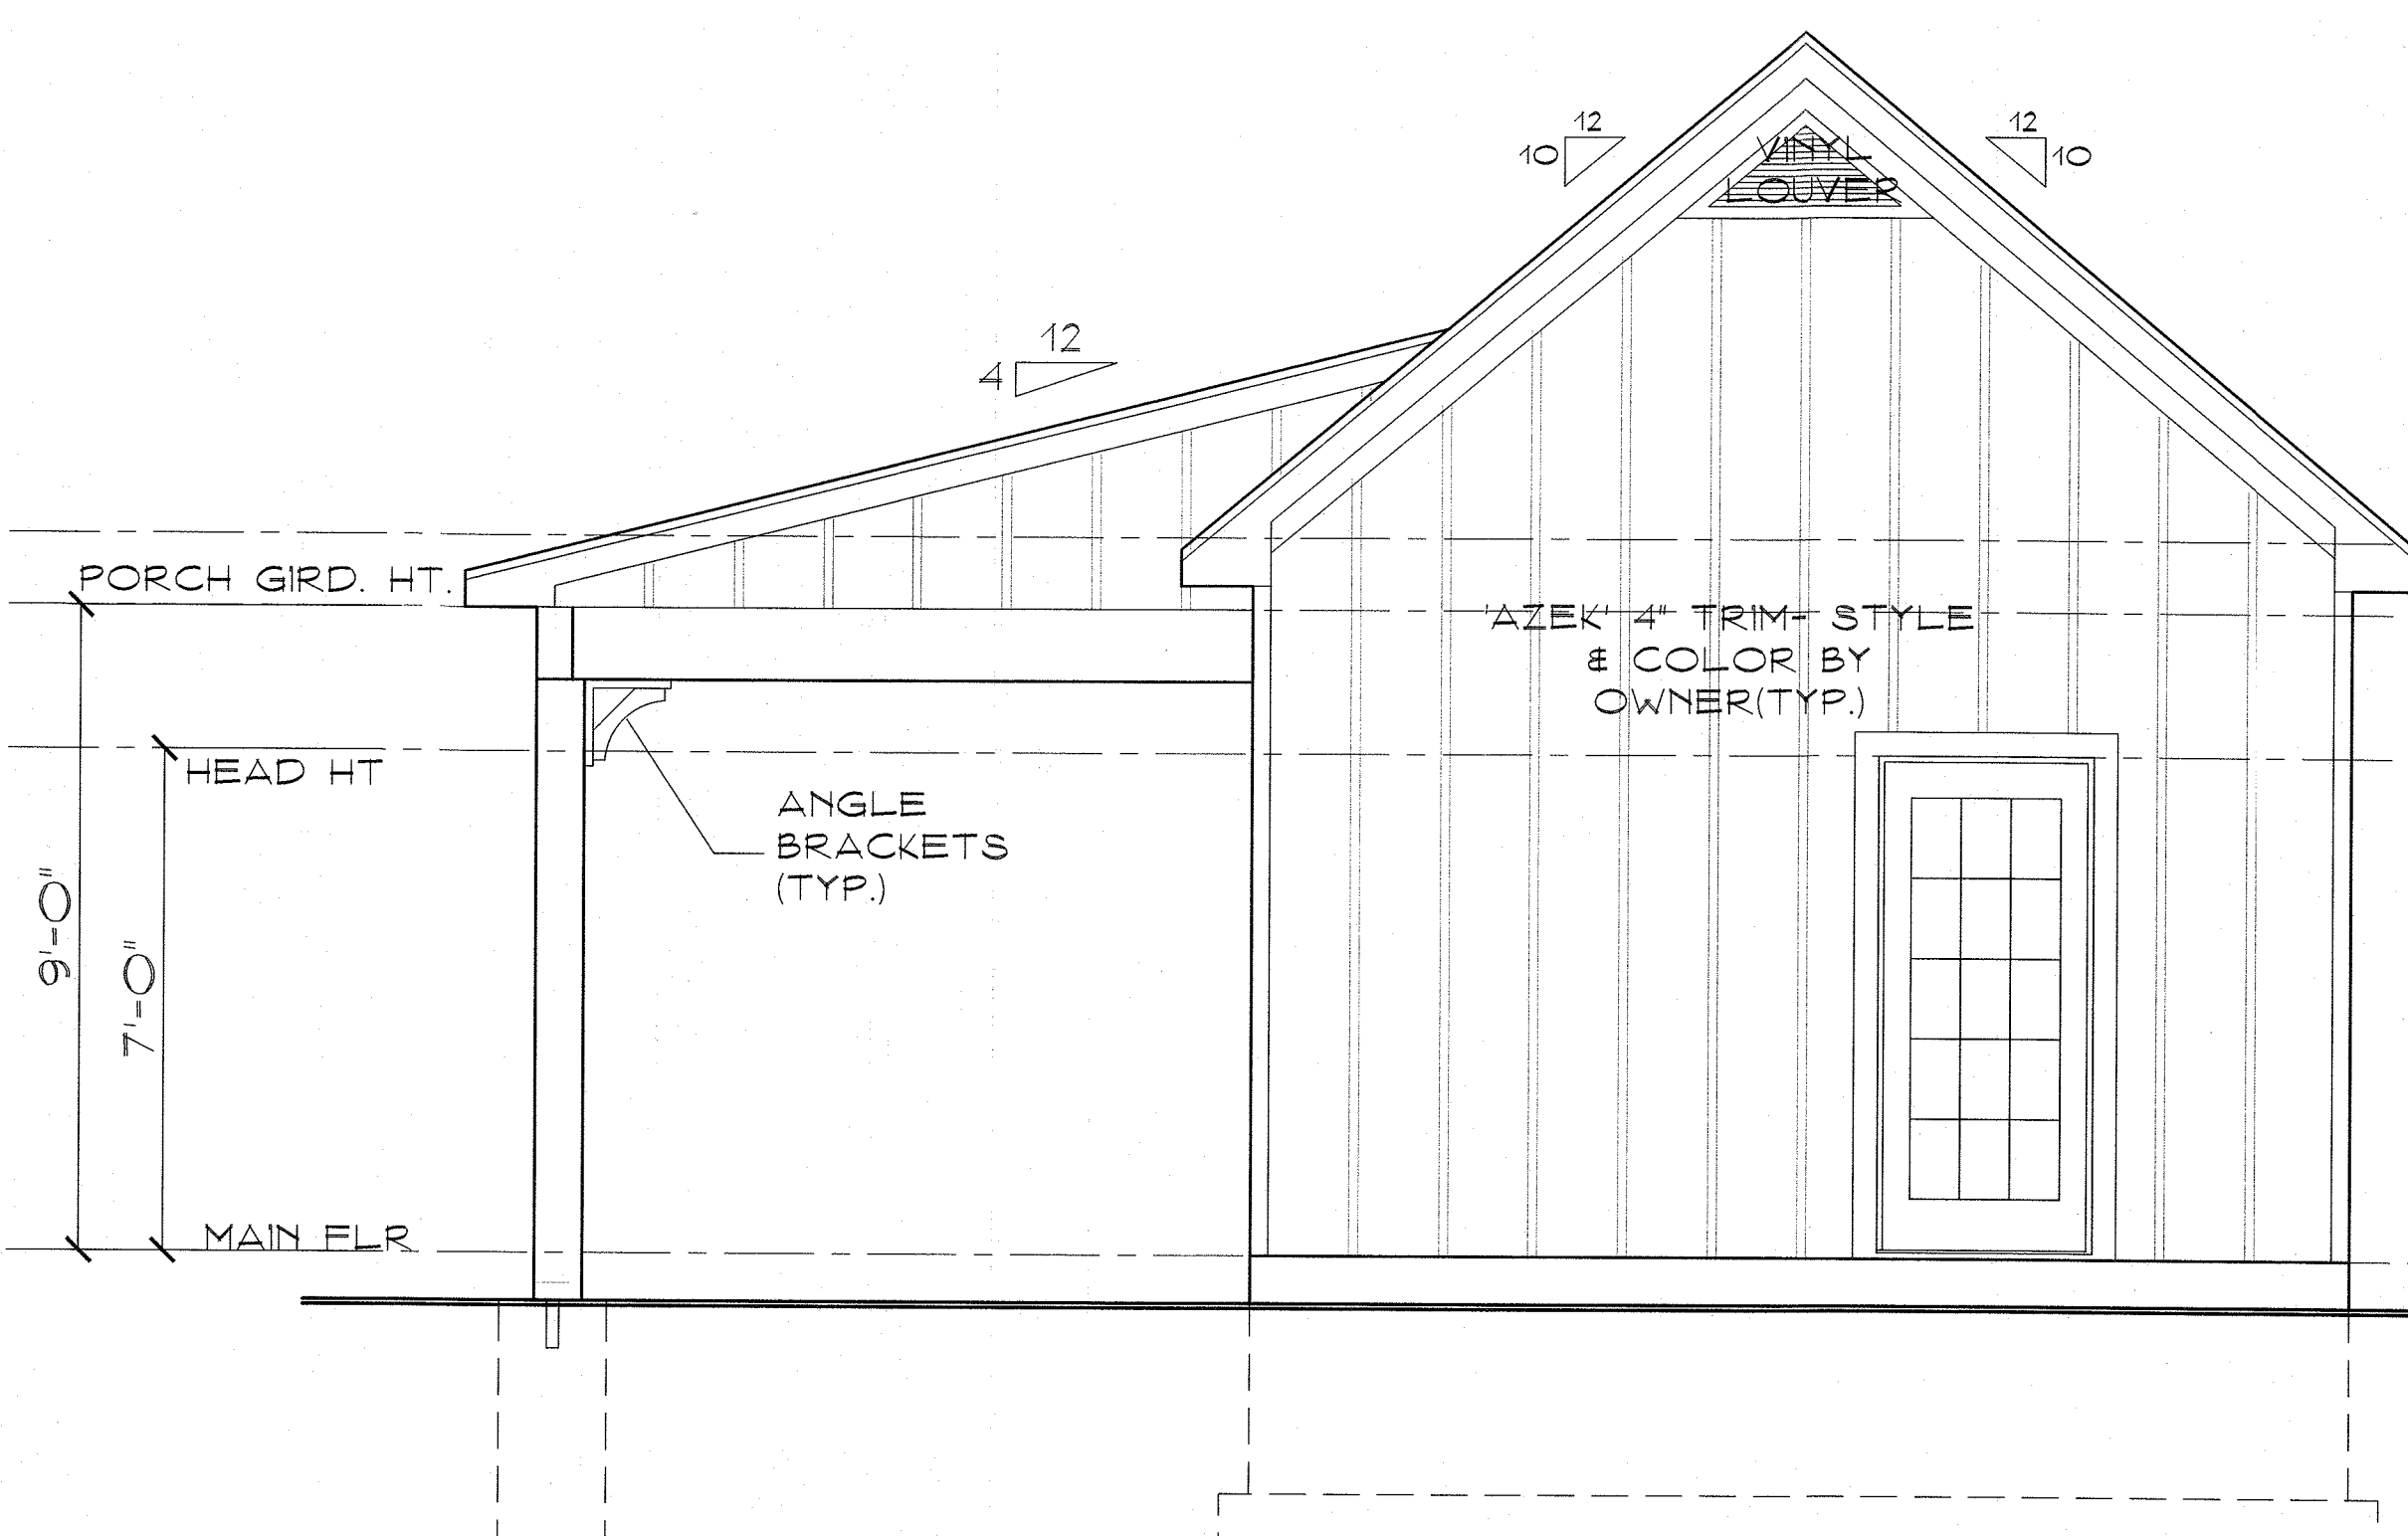 12
10
12
10
VINYL
LOUVER
12
4
PORCH GIRD. HT.
'AZEK' 4" TRIM- STYLE
& COLOR BY
OWNER(TYP.)
HEAD HT
ANGLE
BRACKETS
(TYP.)
9'-0"
7'-0"
MAIN FLR